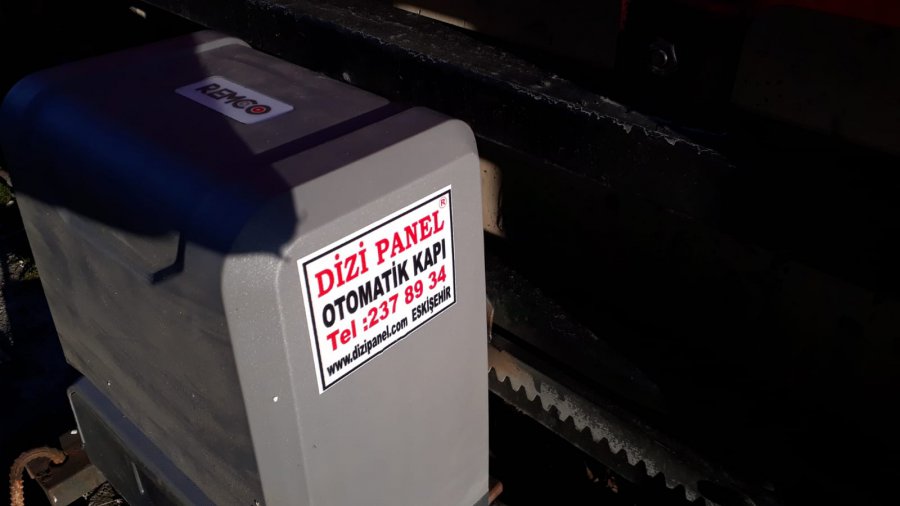 REMCO
DİZİ PANEL ®
OTOMATİK KAPI
Tel :237 89 34
www.dizipanel.com ESKİŞEHİR